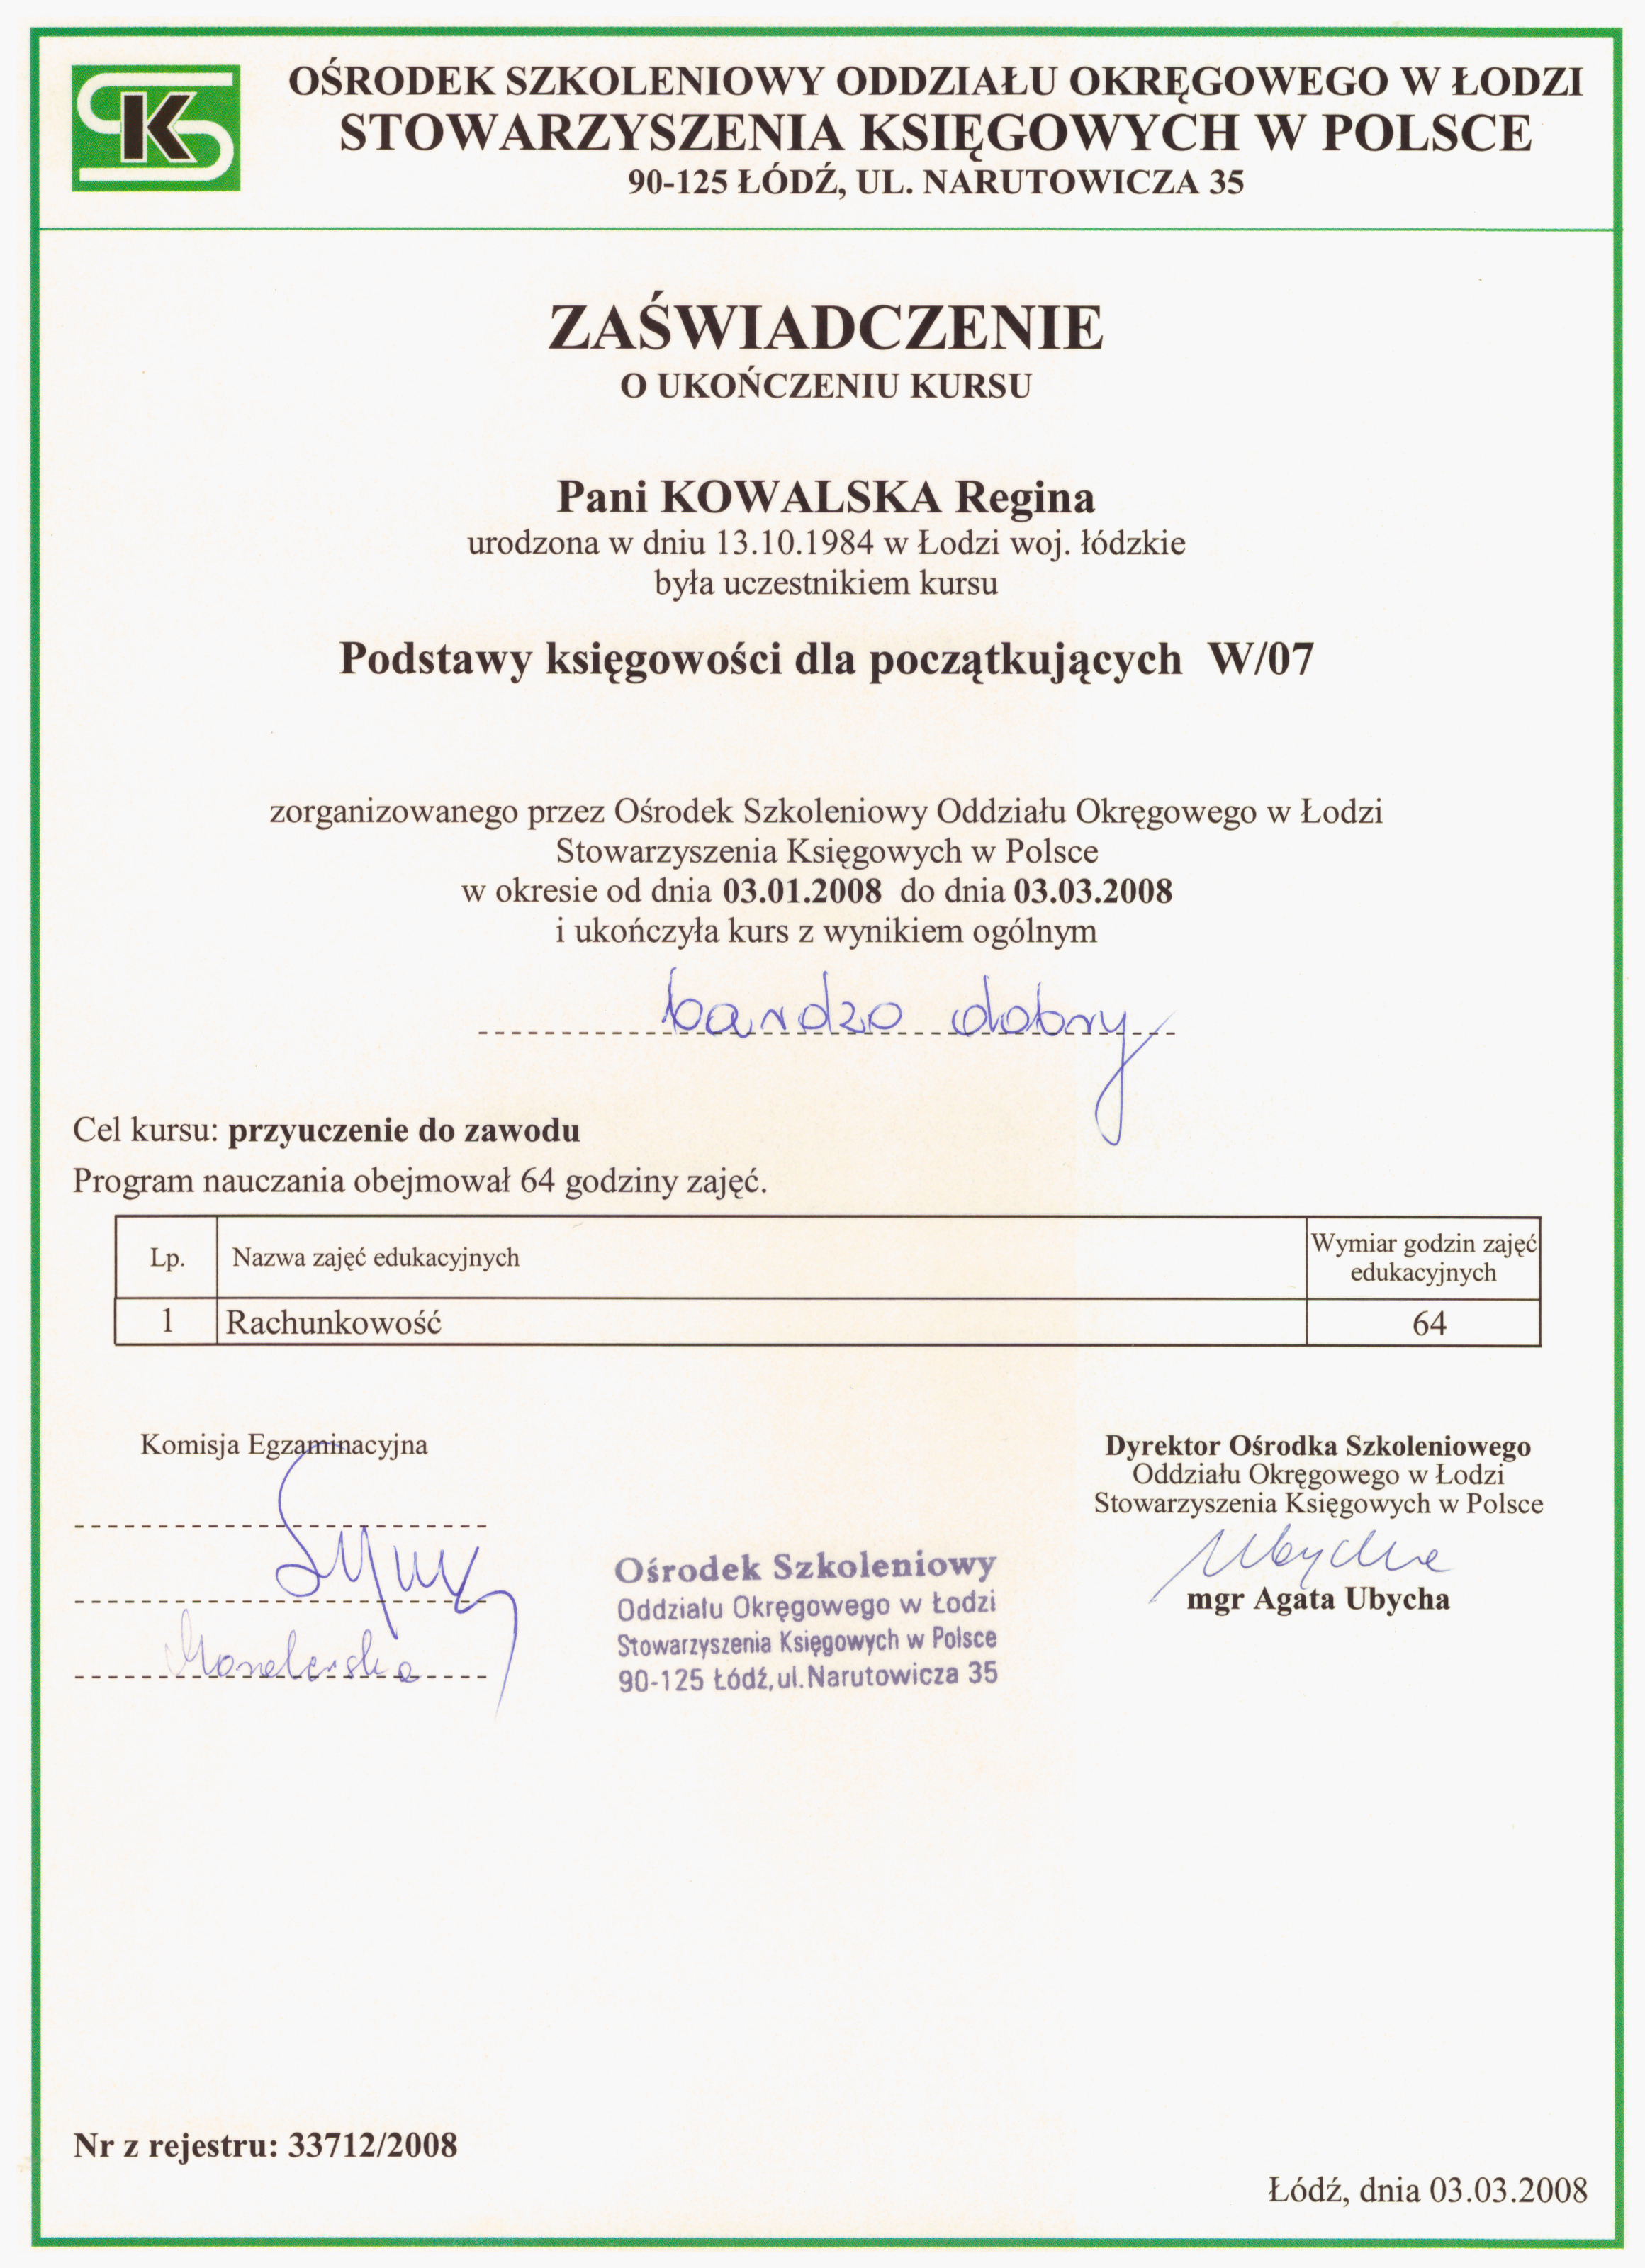 SK
OŚRODEK SZKOLENIOWY ODDZIAŁU OKRĘGOWEGO W ŁODZI
STOWARZYSZENIA KSIĘGOWYCH W POLSCE
90-125 ŁÓDŹ, UL. NARUTOWICZA 35
ZAŚWIADCZENIE
O UKOŃCZENIU KURSU
Pani KOWALSKA Regina
urodzona w dniu 13.10.1984 w Łodzi woj. łódzkie
była uczestnikiem kursu
Podstawy księgowości dla początkujących W/07
zorganizowanego przez Ośrodek Szkoleniowy Oddziału Okręgowego w Łodzi
Stowarzyszenia Księgowych w Polsce
w okresie od dnia 03.01.2008 do dnia 03.03.2008
i ukończyła kurs z wynikiem ogólnym
bardzo dobry
Cel kursu: przyuczenie do zawodu
Program nauczania obejmował 64 godziny zajęć.
Lp. Nazwa zajęć edukacyjnych Wymiar godzin zajęć
edukacyjnych
1 Rachunkowość 64
Komisja Egzaminacyjna
Dyrektor Ośrodka Szkoleniowego
Oddziału Okręgowego w Łodzi
Stowarzyszenia Księgowych w Polsce
Ubycha
mgr Agata Ubycha
Ośrodek Szkoleniowy
Oddziału Okręgowego w Łodzi
Stowarzyszenia Księgowych w Polsce
90-125 Łódź, ul. Narutowicza 35
Nr z rejestru: 33712/2008
Łódź, dnia 03.03.2008